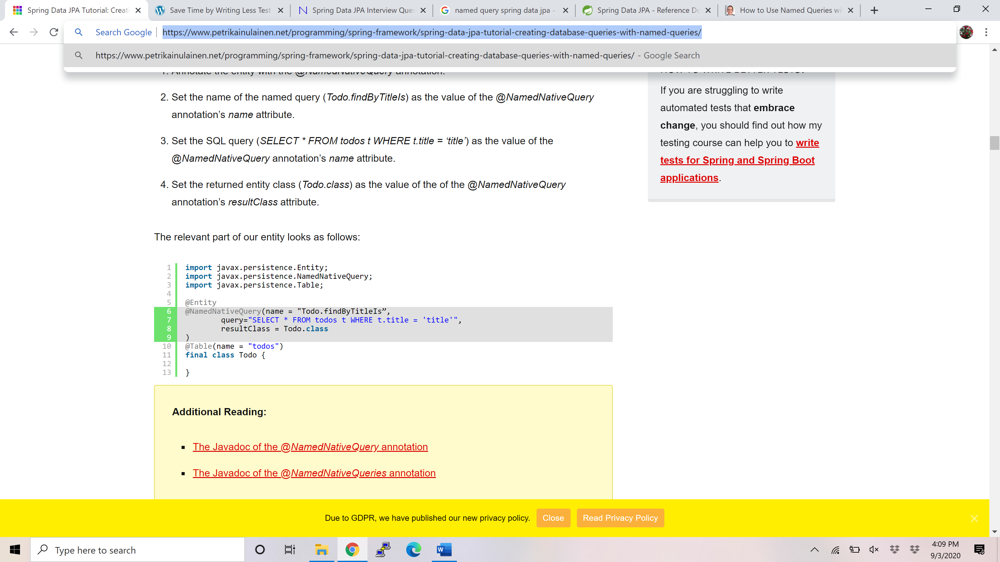 Spring Data JPA Tutorial: Creati
Save Time by Writing Less Test
Spring Data JPA Interview Ques
named query spring data jpa -
Spring Data JPA - Reference Do
How to Use Named Queries wi
Search Google
https://www.petrikainulainen.net/programming/spring-framework/spring-data-jpa-tutorial-creating-database-queries-with-named-queries/
https://www.petrikainulainen.net/programming/spring-framework/spring-data-jpa-tutorial-creating-database-queries-with-named-queries/ - Google Search
1. Annotate the entity with the @NamedNativeQuery annotation.
2. Set the name of the named query (Todo.findByTitleIs) as the value of the @NamedNativeQuery
annotation’s name attribute.
3. Set the SQL query (SELECT * FROM todos t WHERE t.title = ‘title’) as the value of the
@NamedNativeQuery annotation’s name attribute.
4. Set the returned entity class (Todo.class) as the value of the of the @NamedNativeQuery
annotation’s resultClass attribute.
The relevant part of our entity looks as follows:
1 import javax.persistence.Entity;
2 import javax.persistence.NamedNativeQuery;
3 import javax.persistence.Table;
4
5 @Entity
6 @NamedNativeQuery(name = "Todo.findByTitleIs”,
7 query="SELECT * FROM todos t WHERE t.title = 'title'",
8 resultClass = Todo.class
9 )
10 @Table(name = "todos")
11 final class Todo {
12
13 }
Additional Reading:
The Javadoc of the @NamedNativeQuery annotation
The Javadoc of the @NamedNativeQueries annotation
HOW TO WRITE BETTER TESTS?
If you are struggling to write
automated tests that embrace
change, you should find out how my
testing course can help you to write
tests for Spring and Spring Boot
applications.
Due to GDPR, we have published our new privacy policy.
Close
Read Privacy Policy
Type here to search
4:09 PM
9/3/2020